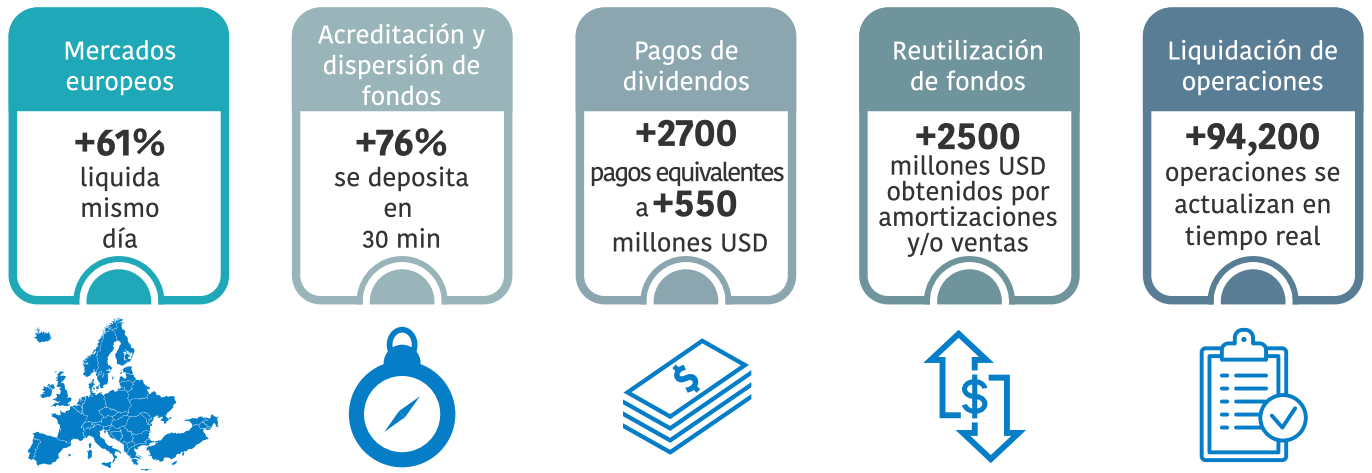 Mercados
europeos
+61%
liquida
mismo
día
Acreditación y
dispersión de
fondos
+76%
se deposita
en
30 min
Pagos de
dividendos
+2700
pagos equivalentes
a +550
millones USD
Reutilización
de fondos
+2500
millones USD
obtenidos por
amortizaciones
y/o ventas
Liquidación de
operaciones
+94,200
operaciones se
actualizan en
tiempo real
$
$